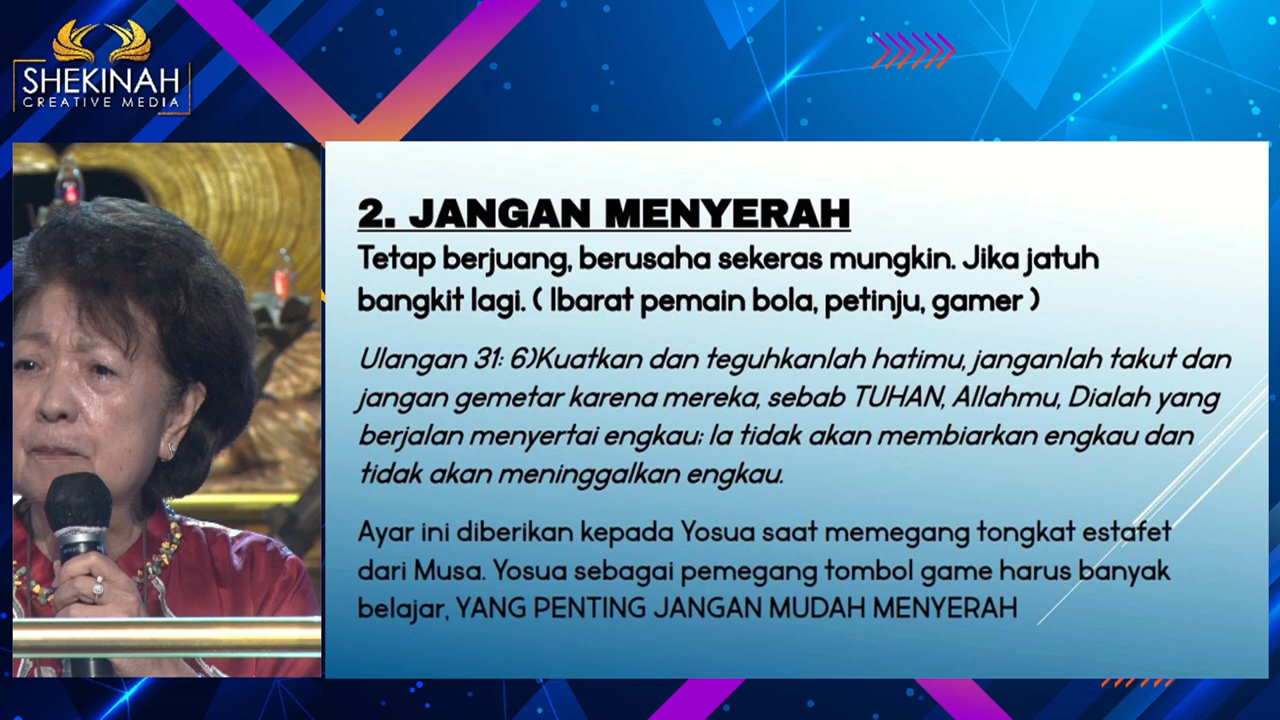 SHEKINAH
CREATIVE MEDIA
2. JANGAN MENYERAH
Tetap berjuang, berusaha sekeras mungkin. Jika jatuh
bangkit lagi. ( Ibarat pemain bola, petinju, gamer )
Ulangan 31: 6)Kuatkan dan teguhkanlah hatimu, janganlah takut dan
jangan gemetar karena mereka, sebab TUHAN, Allahmu, Dialah yang
berjalan menyertai engkau; Ia tidak akan membiarkan engkau dan
tidak akan meninggalkan engkau.
Ayar ini diberikan kepada Yosua saat memegang tongkat estafet
dari Musa. Yosua sebagai pemegang tombol game harus banyak
belajar, YANG PENTING JANGAN MUDAH MENYERAH